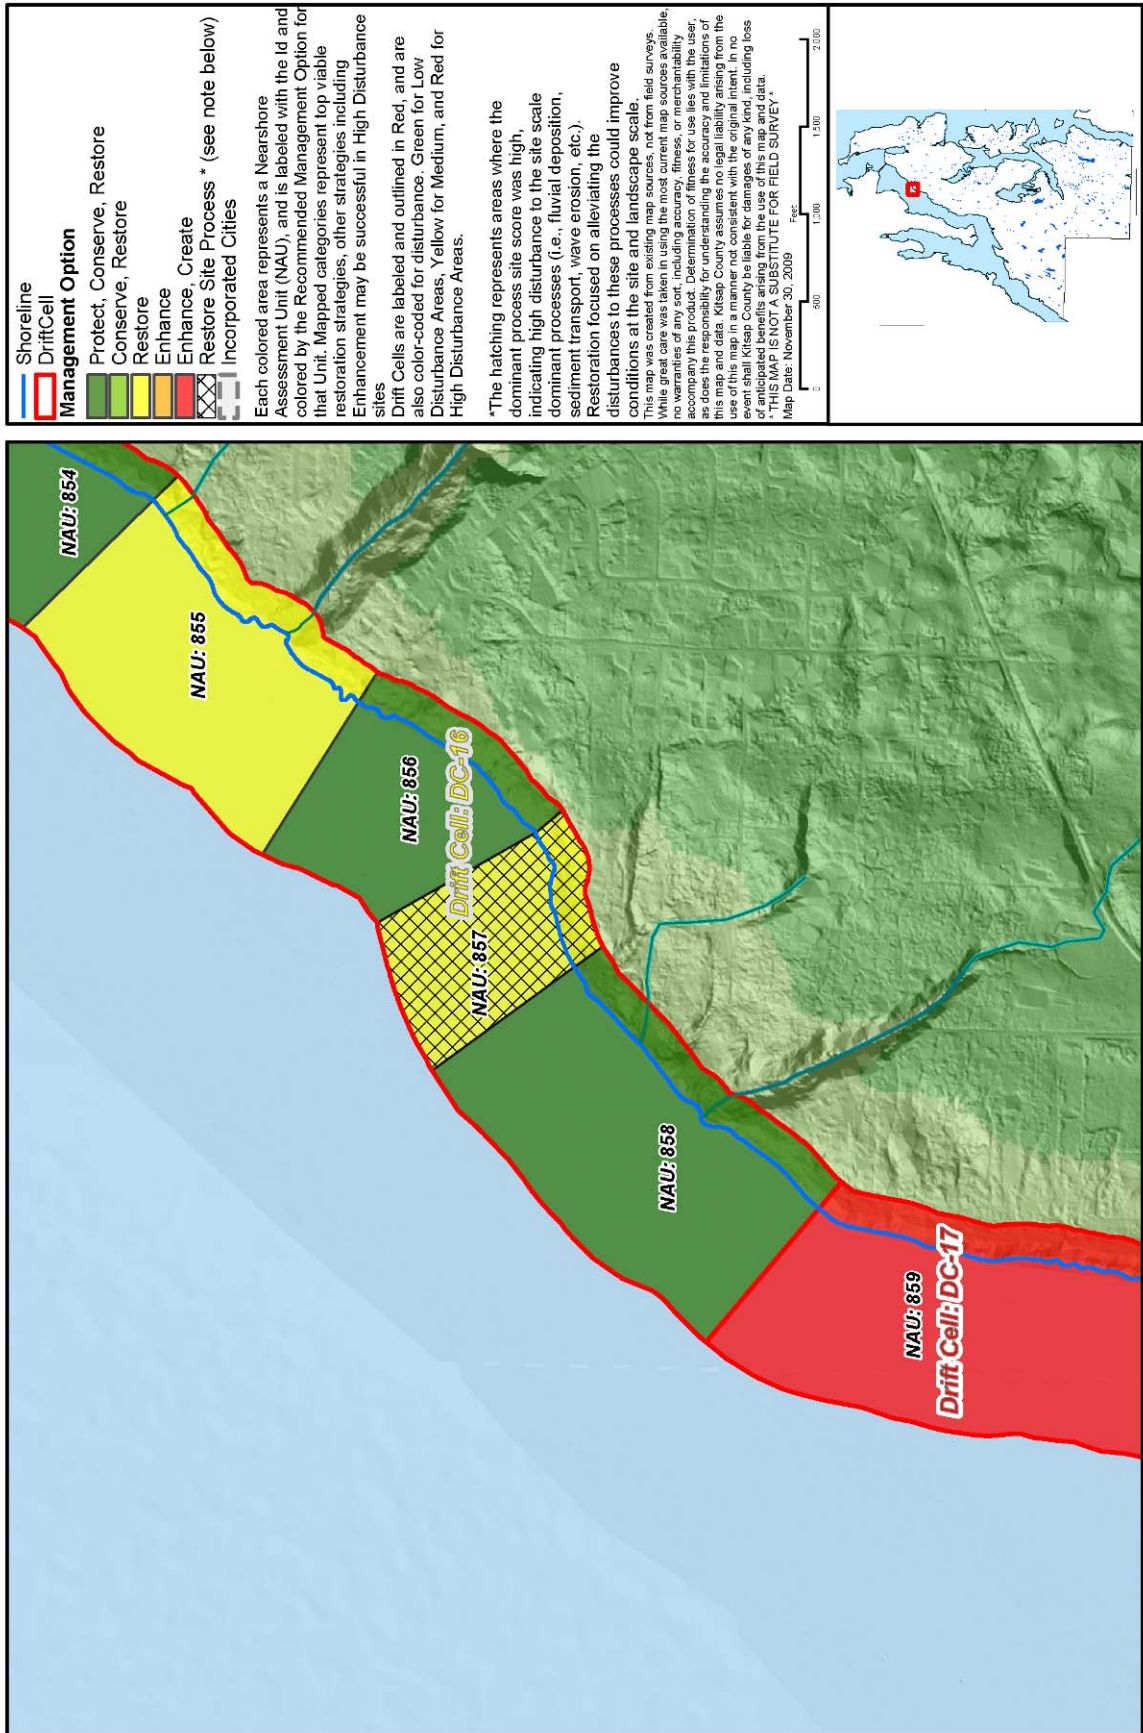 Shoreline
DriftCell
Management Option
Protect, Conserve, Restore
Conserve, Restore
Restore
Enhance
Enhance, Create
Restore Site Process * (see note below)
Incorporated Cities
Each colored area represents a Nearshore
Assessment Unit (NAU), and is labeled with the Id and
colored by the Recommended Management Option for
that Unit. Mapped categories represent top viable
restoration strategies, other strategies including
Enhancement may be successful in High Disturbance
sites
Drift Cells are labeled and outlined in Red, and are
also color-coded for disturbance. Green for Low
Disturbance Areas, Yellow for Medium, and Red for
High Disturbance Areas.
*The hatching represents areas where the
dominant process site score was high,
indicating high disturbance to the site scale
dominant processes (i.e., fluvial deposition,
sediment transport, wave erosion, etc.).
Restoration focused on alleviating the
disturbances to these processes could improve
conditions at the site and landscape scale.
This map was created from existing map sources, not from field surveys.
While great care was taken in using the most current map sources available,
no warranties of any sort, including accuracy, fitness, or merchantability
accompany this product. Determination of fitness for use lies with the user,
as does the responsiblity for understanding the accuracy and limitations of
this map and data. Kitsap County assumes no legal liability arising from the
use of this map in a manner not consistent with the original intent. In no
event shall Kitsap County be liable for damages of any kind, including loss
of anticipated benefits arising from the use of this map and data.
* THIS MAP IS NOT A SUBSTITUTE FOR FIELD SURVEY *
Map Date: November 30, 2009
Feet
0 500 1,000 1,500 2,000
NAU: 854
NAU: 855
NAU: 856
Drift Cell: DC-16
NAU: 857
NAU: 858
NAU: 859
Drift Cell: DC-17